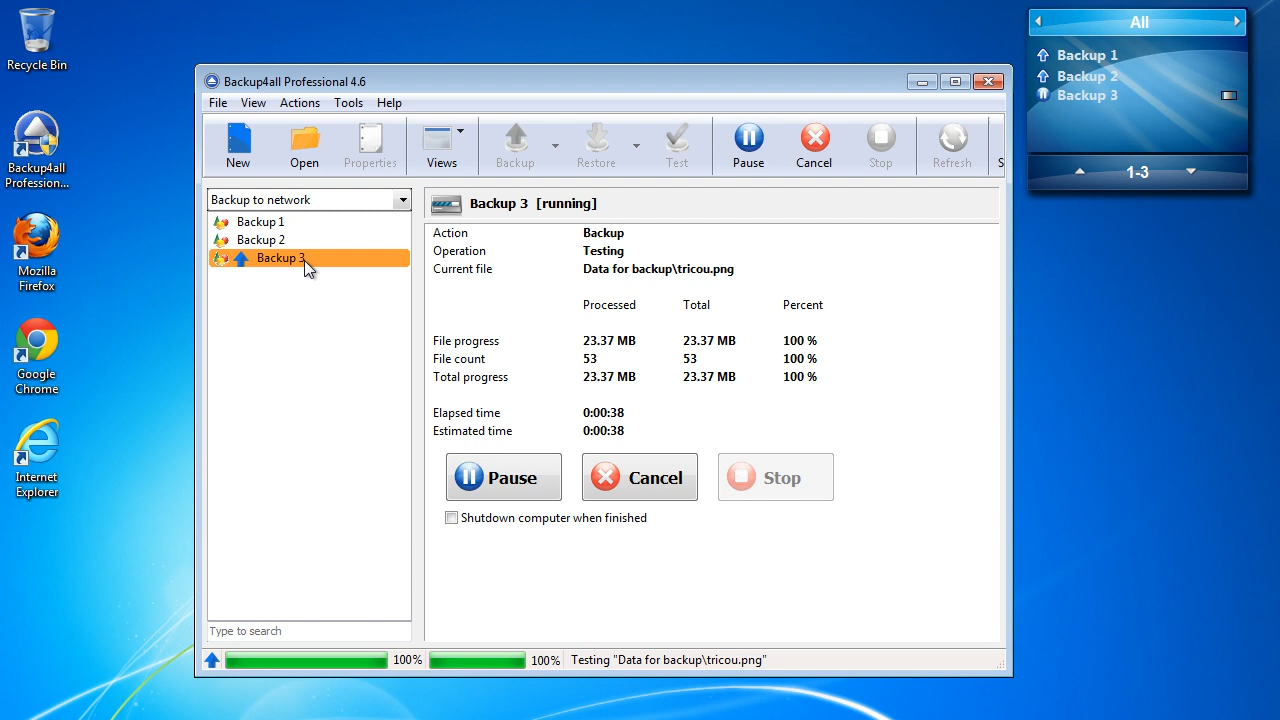 Recycle Bin
Backup4all
Profession...
Mozilla
Firefox
Google
Chrome
Internet
Explorer
Backup4all Professional 4.6
File View Actions Tools Help
New Open Properties Views Backup Restore Test Pause Cancel Stop Refresh S
Backup to network
Backup 1
Backup 2
Backup 3
Type to search
Backup 3 [running]
Action Backup
Operation Testing
Current file Data for backup\tricou.png
Processed Total Percent
File progress 23.37 MB 23.37 MB 100 %
File count 53 53 100 %
Total progress 23.37 MB 23.37 MB 100 %
Elapsed time 0:00:38
Estimated time 0:00:38
Pause Cancel Stop
Shutdown computer when finished
100% 100% Testing "Data for backup\tricou.png"
All
Backup 1
Backup 2
Backup 3
1-3